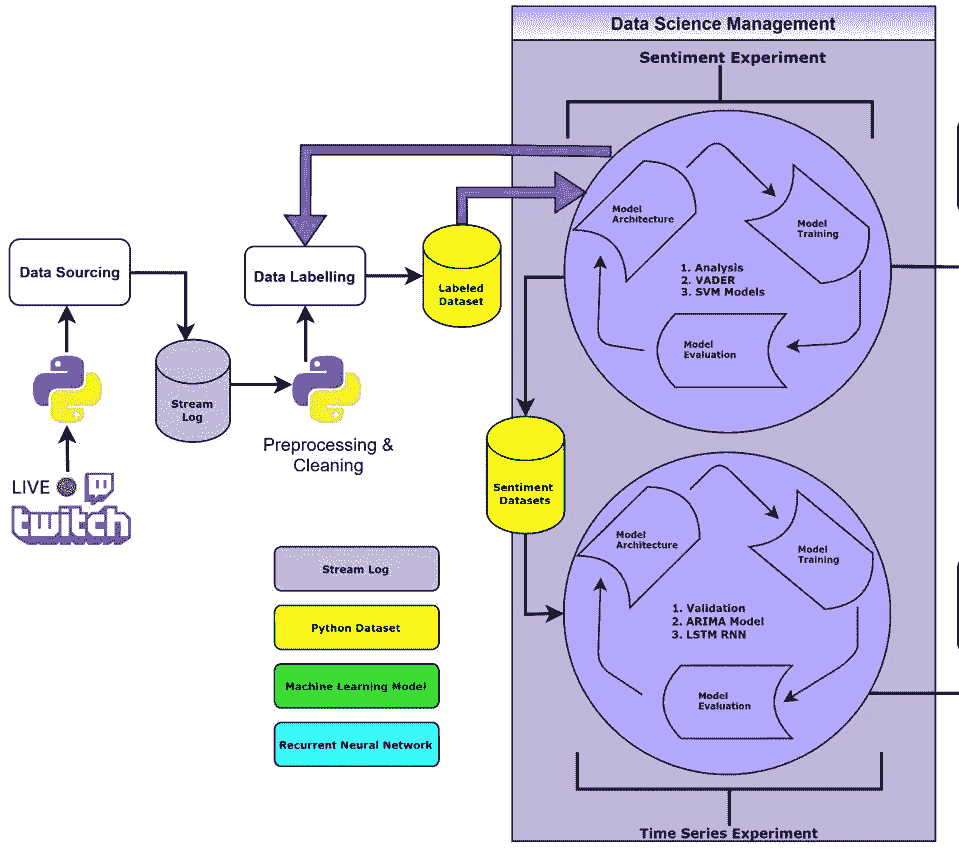 Data Science Management
Sentiment Experiment
Model
Architecture
Model
Training
1. Analysis
2. VADER
3. SVM Models
Model
Evaluation
Data Sourcing
Data Labelling
Labeled
Dataset
Stream
Log
Preprocessing &
Cleaning
LIVE
twitch
Sentiment
Datasets
Model
Architecture
Model
Training
1. Validation
2. ARIMA Model
3. LSTM RNN
Model
Evaluation
Time Series Experiment
Stream Log
Python Dataset
Machine Learning Model
Recurrent Neural Network